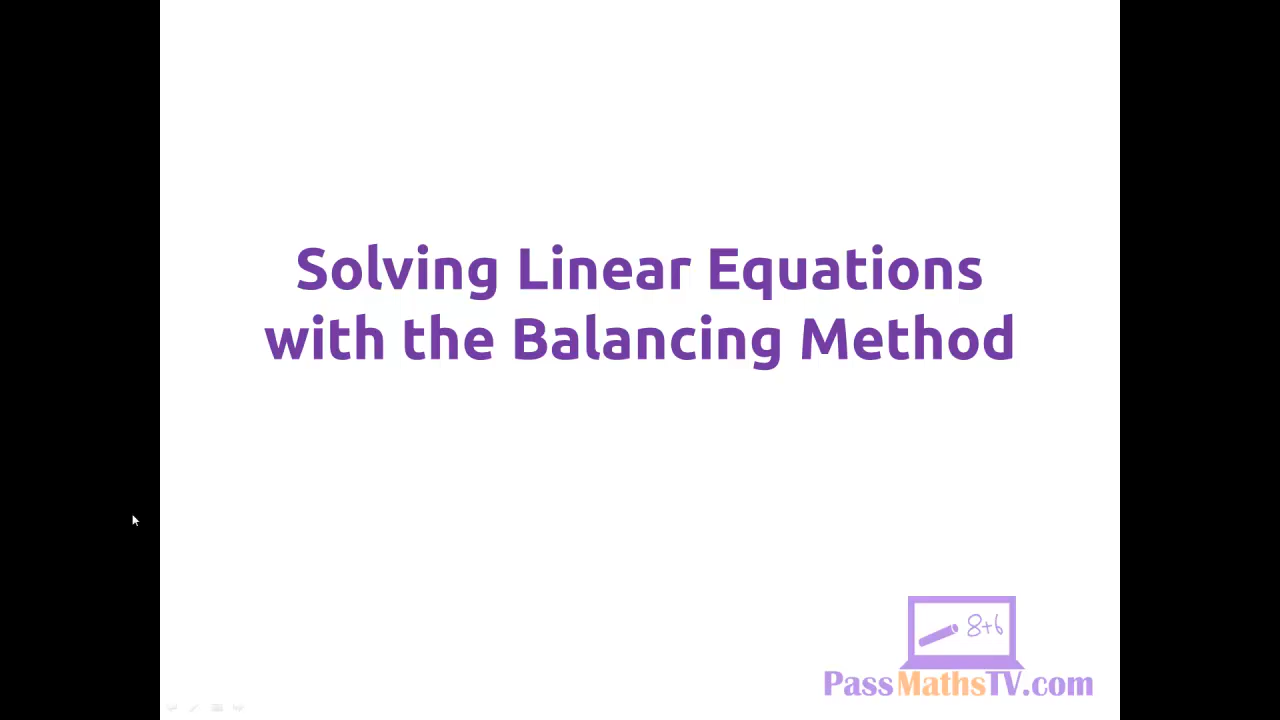 Solving Linear Equations
with the Balancing Method
8+6
PassMathsTV.com